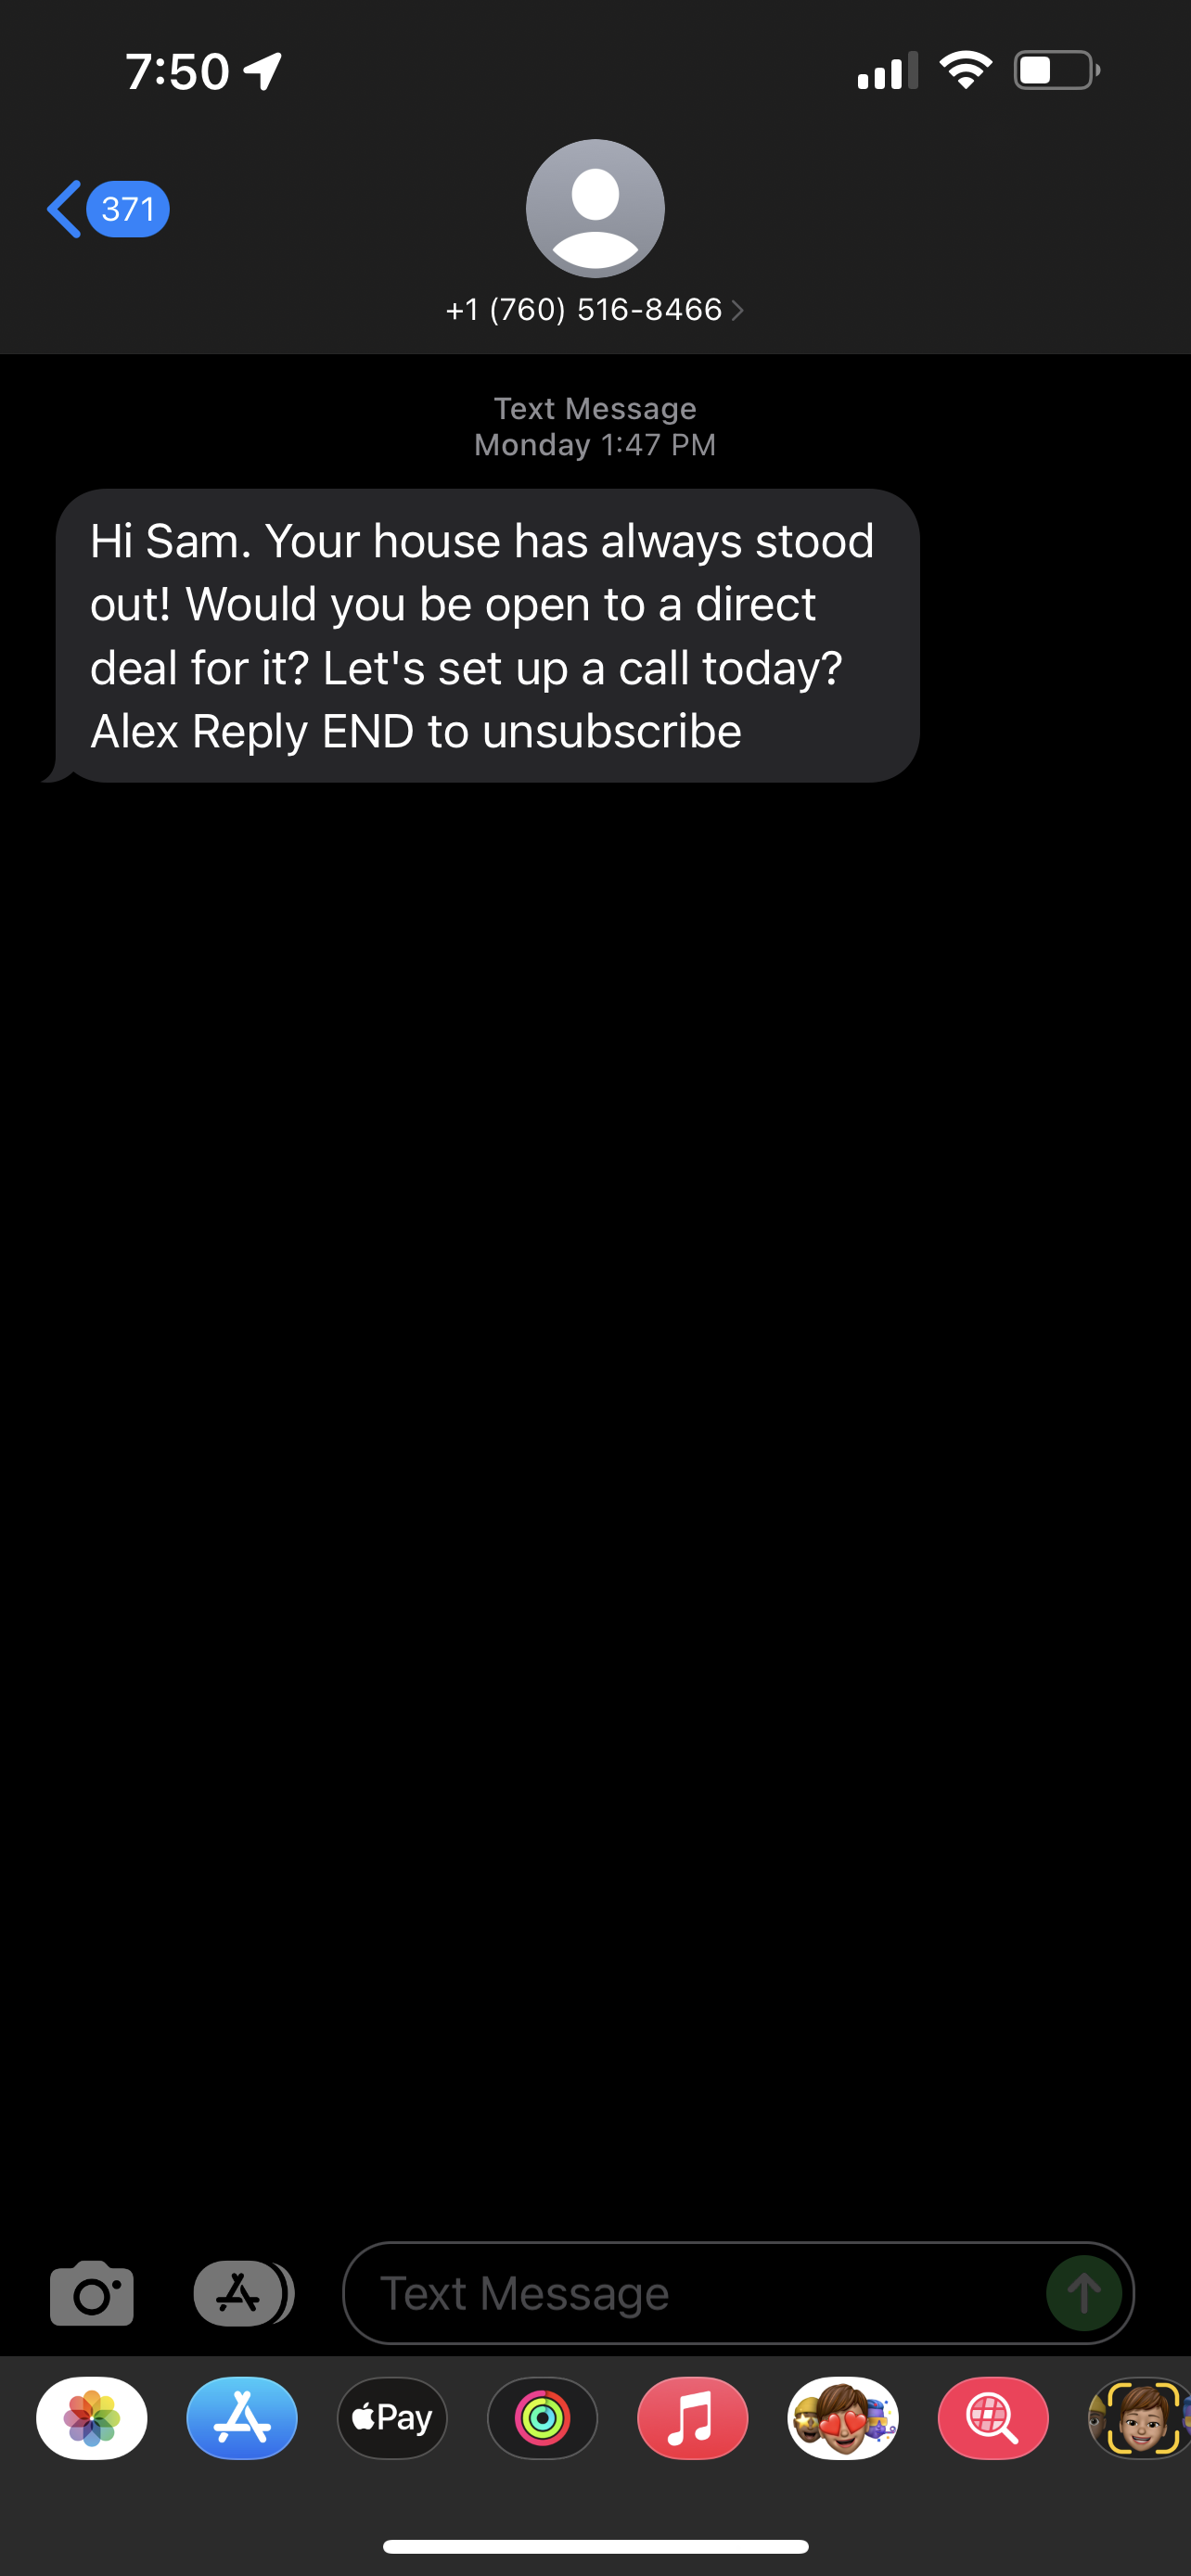 7:50
371
+1 (760) 516-8466
Text Message
Monday 1:47 PM
Hi Sam. Your house has always stood
out! Would you be open to a direct
deal for it? Let's set up a call today?
Alex Reply END to unsubscribe
Text Message
Pay